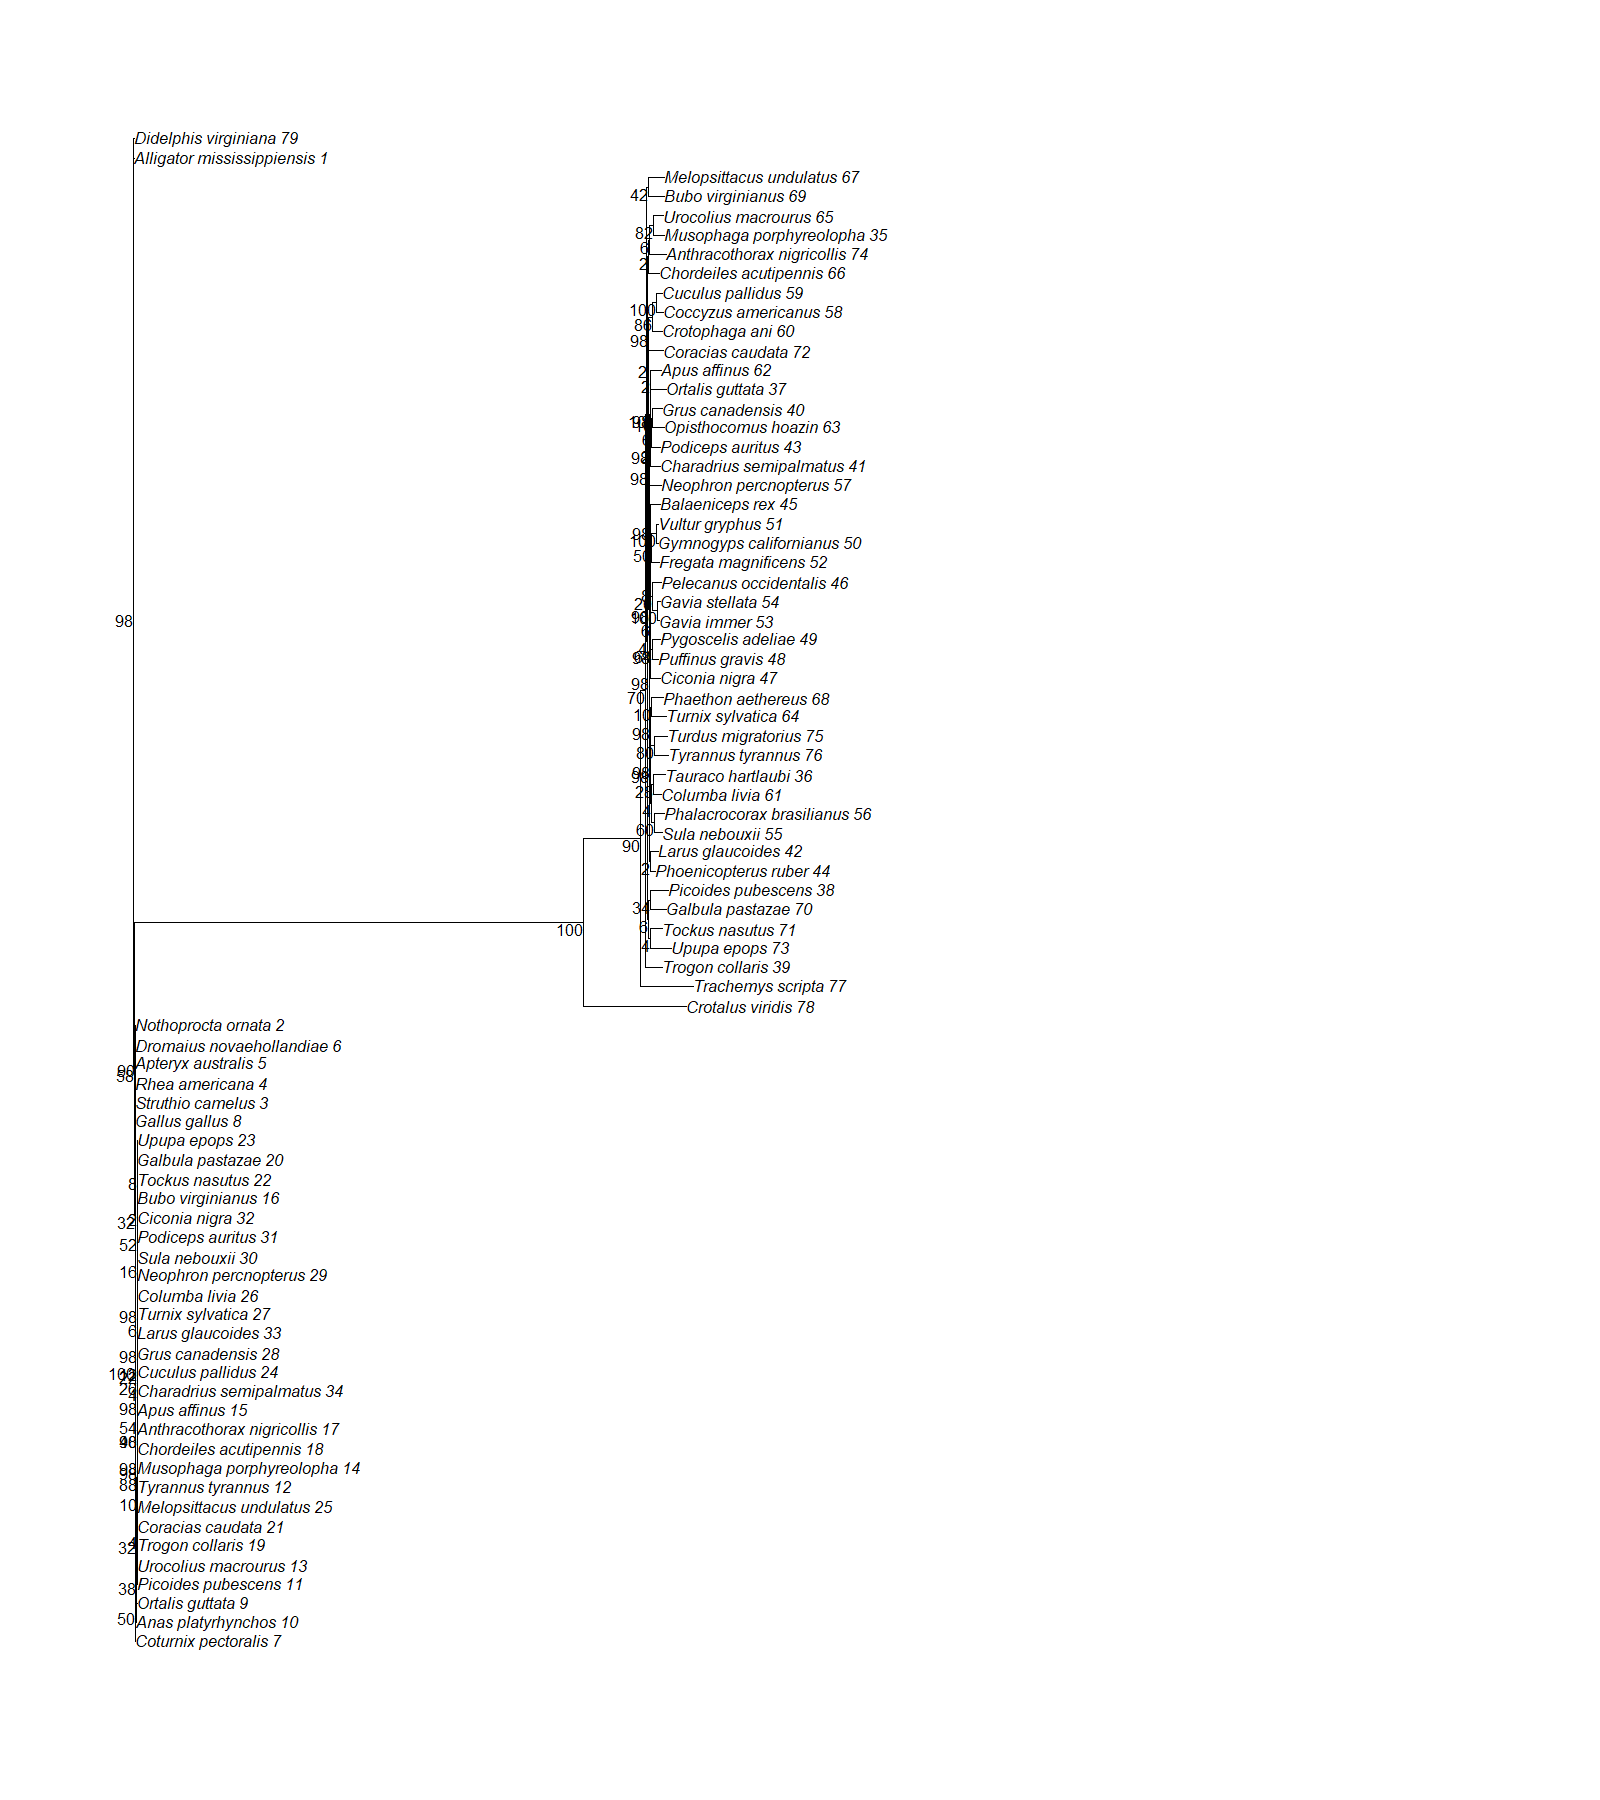 Didelphis virginiana 79
Alligator mississippiensis 1
Melopsittacus undulatus 67
42
Bubo virginianus 69
Urocolius macrourus 65
82
Musophaga porphyreolopha 35
6
Anthracothorax nigricollis 74
2
Chordeiles acutipennis 66
Cuculus pallidus 59
100
Coccyzus americanus 58
86
Crotophaga ani 60
98
Coracias caudata 72
2
Apus affinus 62
2
Ortalis guttata 37
Grus canadensis 40
Opisthocomus hoazin 63
6
Podiceps auritus 43
98
Charadrius semipalmatus 41
98
Neophron percnopterus 57
Balaeniceps rex 45
Vultur gryphus 51
98
100
Gymnogyps californianus 50
50
Fregata magnificens 52
Pelecanus occidentalis 46
8
Gavia stellata 54
Gavia immer 53
6
Pygoscelis adeliae 49
4
Puffinus gravis 48
Ciconia nigra 47
98
70
Phaethon aethereus 68
10
Turnix sylvatica 64
98
Turdus migratorius 75
80
Tyrannus tyrannus 76
98
Tauraco hartlaubi 36
28
Columba livia 61
4
Phalacrocorax brasilianus 56
60
Sula nebouxii 55
90
Larus glaucoides 42
2
Phoenicopterus ruber 44
Picoides pubescens 38
34
Galbula pastazae 70
6
Tockus nasutus 71
4
Upupa epops 73
Trogon collaris 39
Trachemys scripta 77
Crotalus viridis 78
98
100
Nothoprocta ornata 2
Dromaius novaehollandiae 6
Apteryx australis 5
58
Rhea americana 4
Struthio camelus 3
Gallus gallus 8
Upupa epops 23
Galbula pastazae 20
8
Tockus nasutus 22
Bubo virginianus 16
32
Ciconia nigra 32
Podiceps auritus 31
52
Sula nebouxii 30
16
Neophron percnopterus 29
Columba livia 26
98
Turnix sylvatica 27
6
Larus glaucoides 33
98
Grus canadensis 28
100
Cuculus pallidus 24
4
Charadrius semipalmatus 34
98
Apus affinus 15
54
Anthracothorax nigricollis 17
Chordeiles acutipennis 18
98
Musophaga porphyreolopha 14
88
Tyrannus tyrannus 12
10
Melopsittacus undulatus 25
Coracias caudata 21
32
Trogon collaris 19
Urocolius macrourus 13
38
Picoides pubescens 11
Ortalis guttata 9
50
Anas platyrhynchos 10
Coturnix pectoralis 7